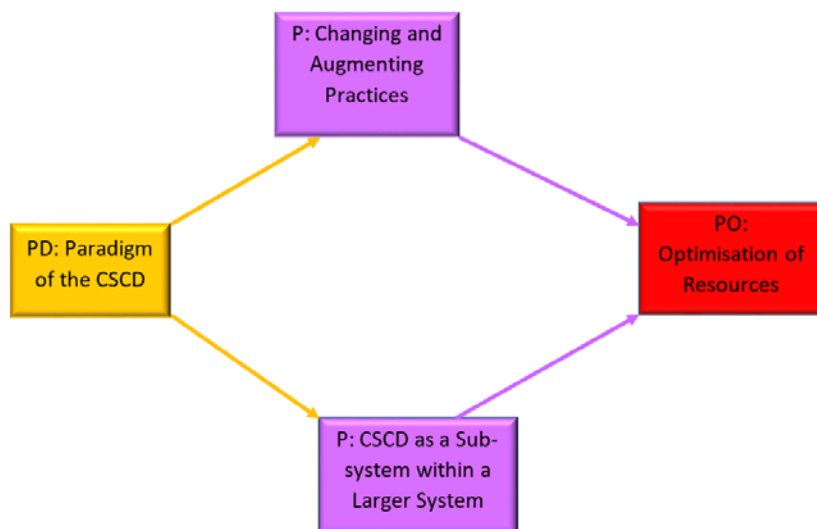 P: Changing and
Augmenting
Practices
PD: Paradigm
of the CSCD
PO:
Optimisation of
Resources
P: CSCD as a Sub-
system within a
Larger System